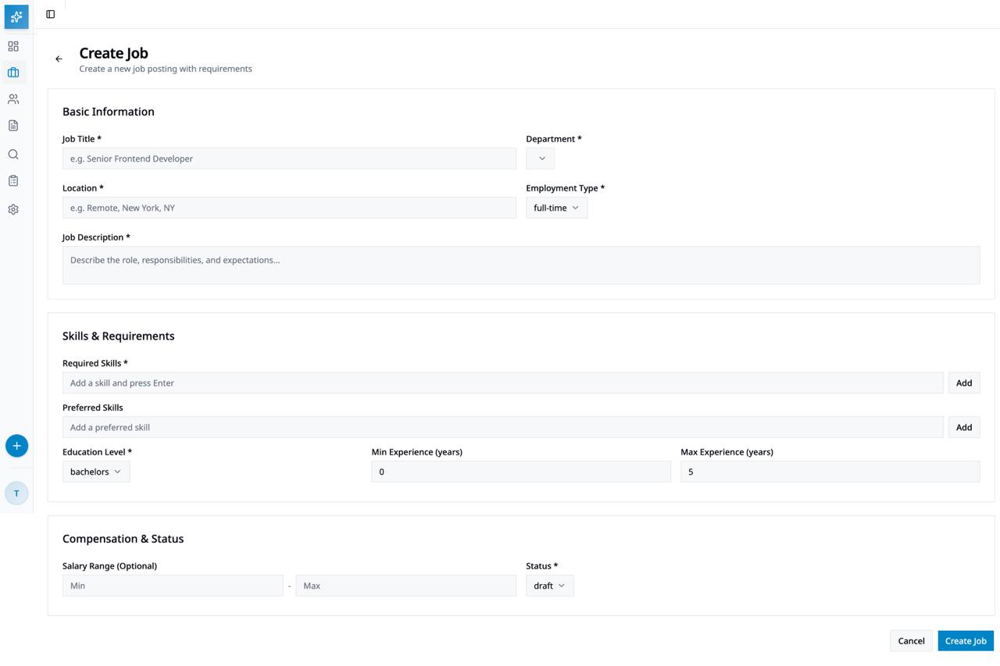 Create Job
Create a new job posting with requirements
Basic Information
Job Title *
Department *
e.g. Senior Frontend Developer
Location *
Employment Type *
e.g. Remote, New York, NY
full-time
Job Description *
Describe the role, responsibilities, and expectations...
Skills & Requirements
Required Skills *
Add a skill and press Enter
Add
Preferred Skills
Add a preferred skill
Add
Education Level *
Min Experience (years)
Max Experience (years)
bachelors
0
5
T
Compensation & Status
Salary Range (Optional)
Status *
Min
-
Max
draft
Cancel
Create Job